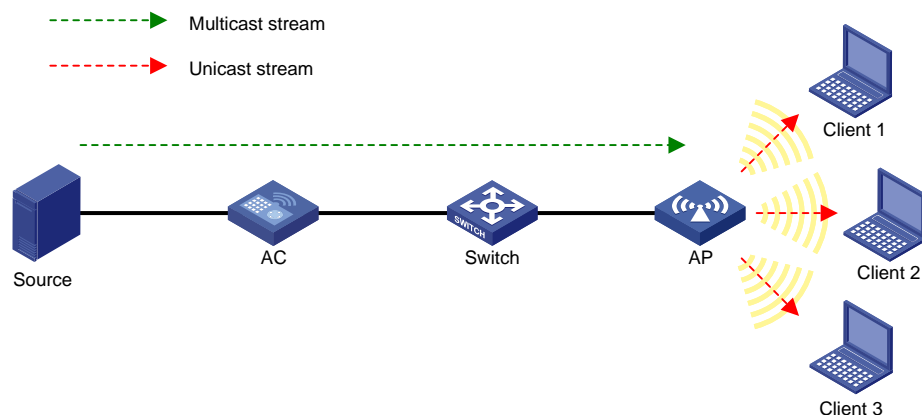 Multicast stream
Unicast stream
Client 1
Source
AC
SWITCH
Switch
AP
Client 2
Client 3